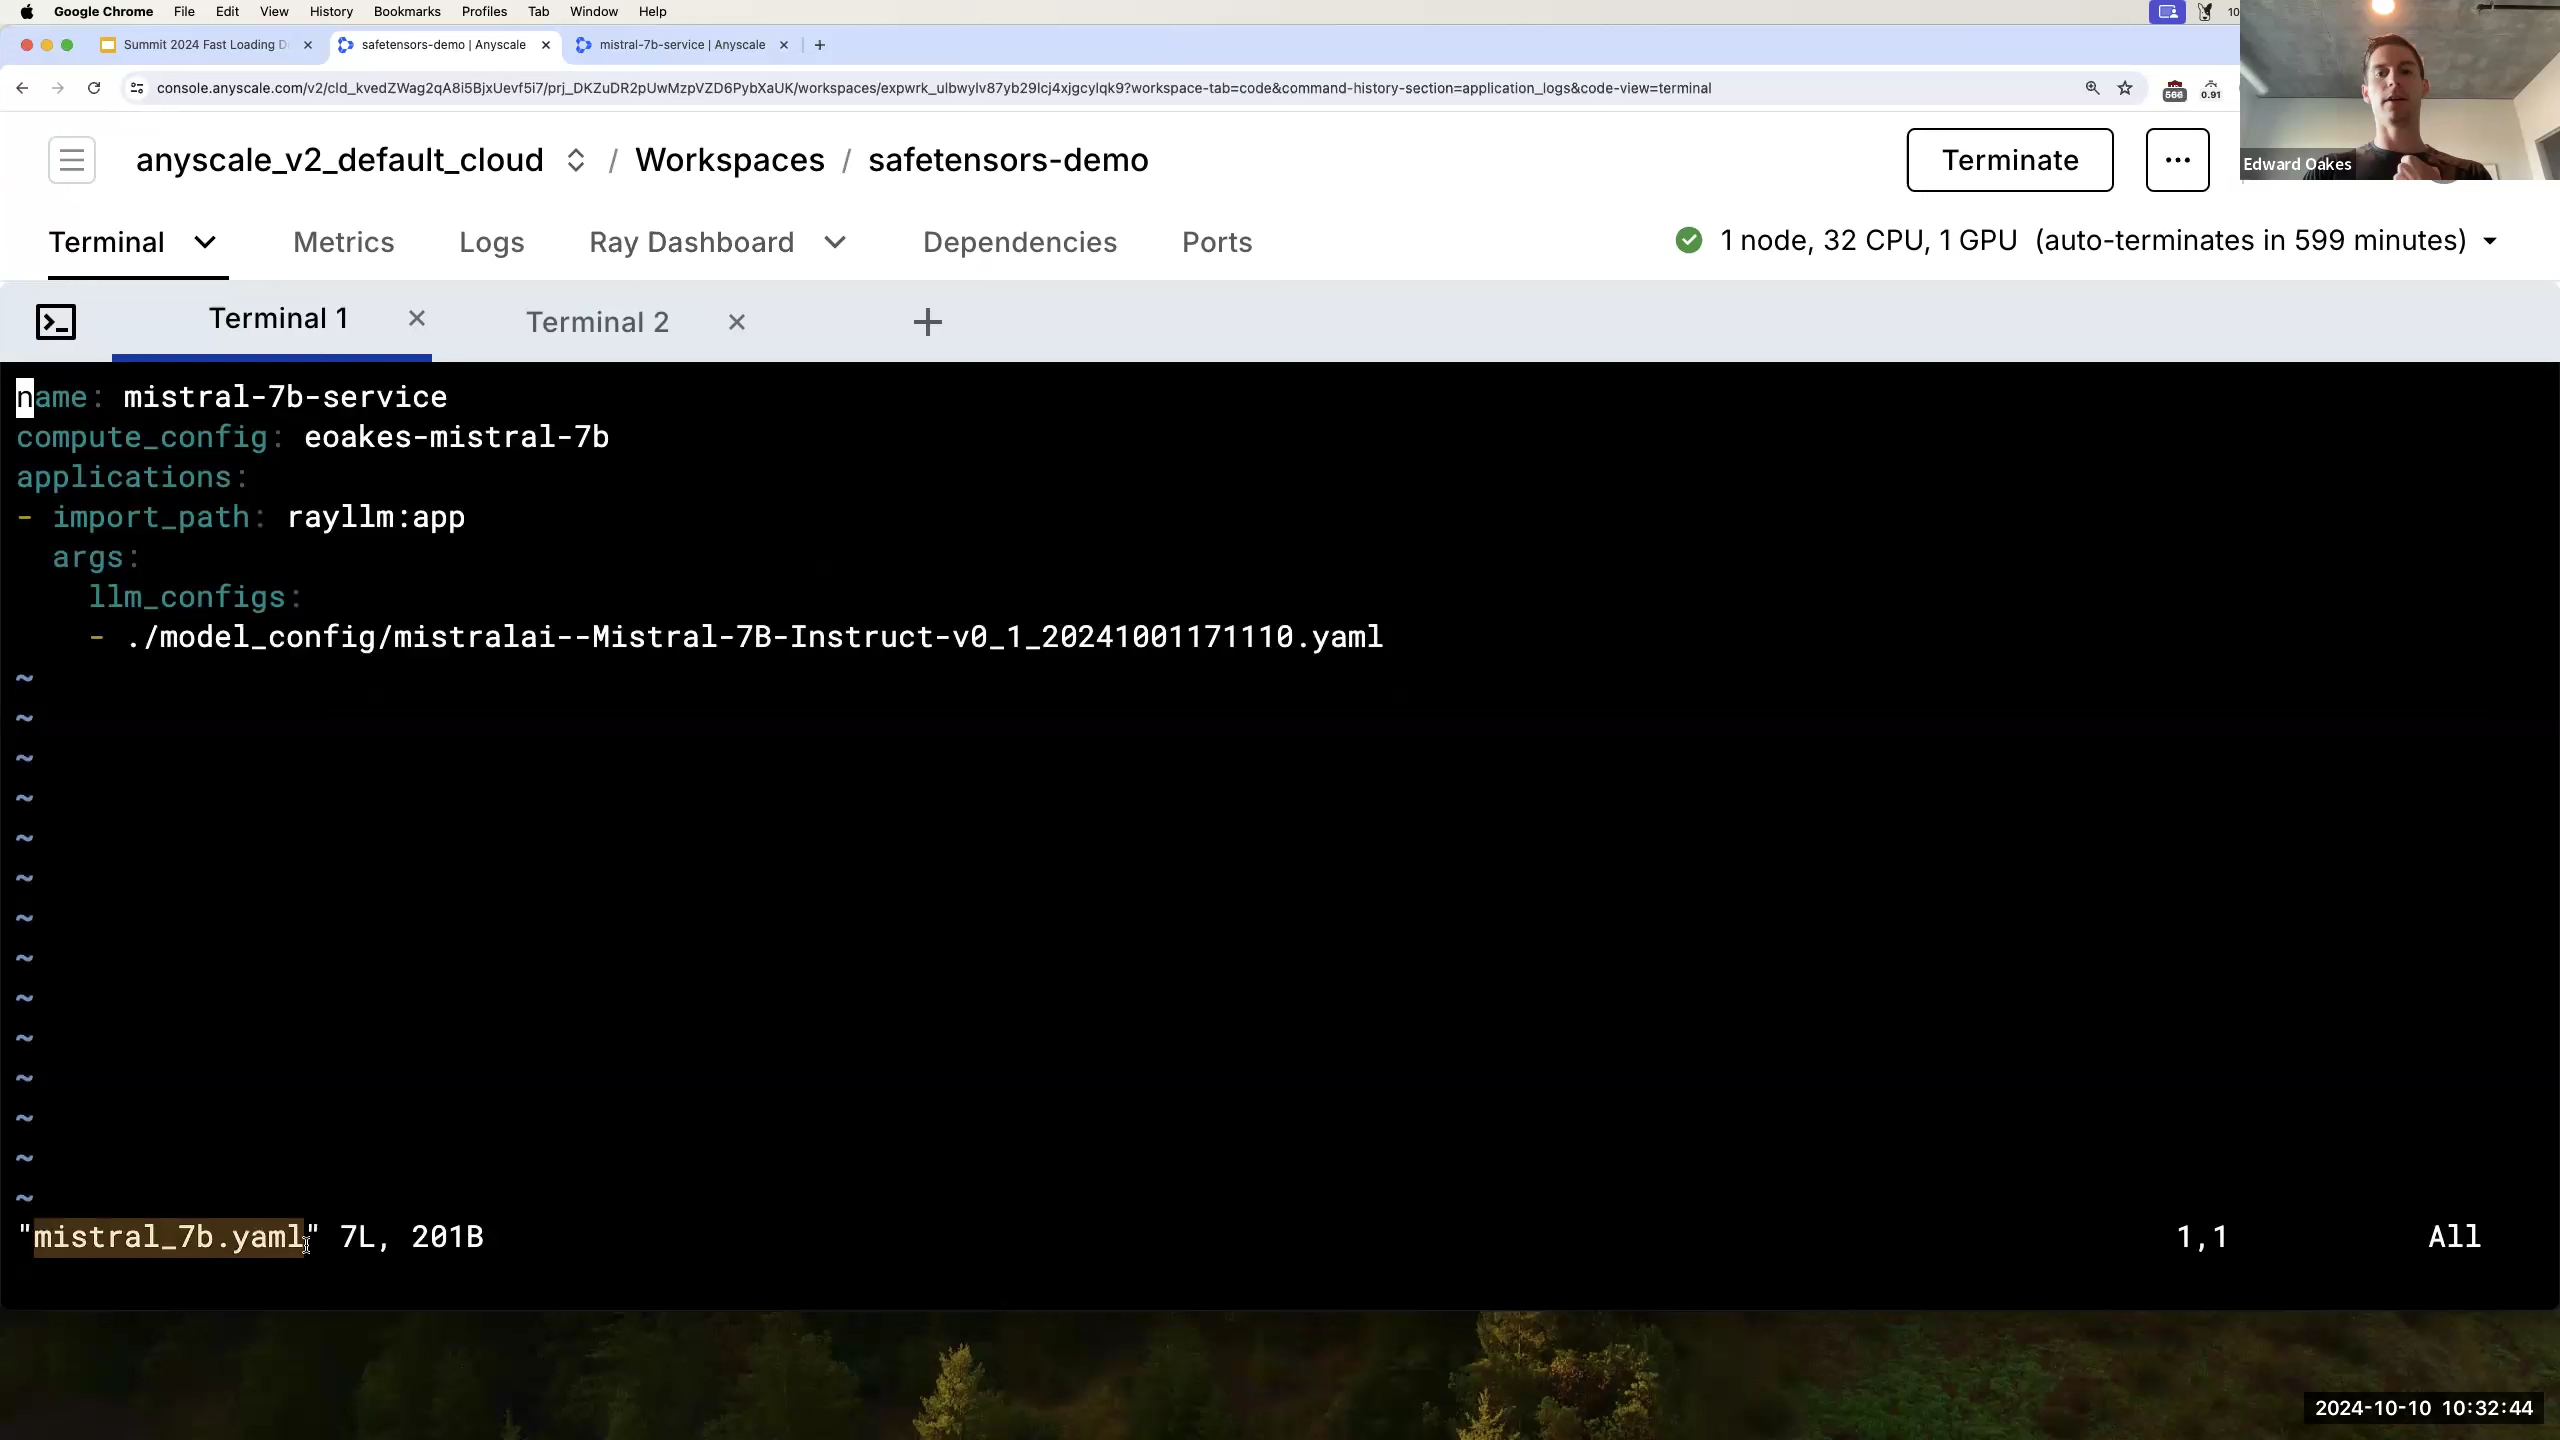 Google Chrome File Edit View History Bookmarks Profiles Tab Window Help 10
Summit 2024 Fast Loading D
safetensors-demo | Anyscale
mistral-7b-service | Anyscale
console.anyscale.com/v2/cld_kvedZWag2qA8i5BjxUevf5i7/prj_DKZuDR2pUwMzpVZD6PybXaUK/workspaces/expwrk_ulbwylv87yb29lcj4xjgcylqk9?workspace-tab=code&command-history-section=application_logs&code-view=terminal
566 0.91
anyscale_v2_default_cloud / Workspaces / safetensors-demo
Terminate
...
Edward Oakes
Terminal Metrics Logs Ray Dashboard Dependencies Ports
1 node, 32 CPU, 1 GPU (auto-terminates in 599 minutes)
Terminal 1 Terminal 2
name: mistral-7b-service
compute_config: eoakes-mistral-7b
applications:
- import_path: rayllm:app
args:
llm_configs:
- ./model_config/mistralai--Mistral-7B-Instruct-v0_1_20241001171110.yaml
~
~
~
~
~
~
~
~
~
~
~
~
~
~
"mistral_7b.yaml" 7L, 201B 1,1 All
2024-10-10 10:32:44